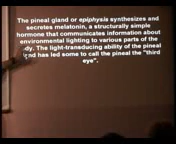 The pineal gland or epiphysis synthesizes and
secretes melatonin, a structurally simple
hormone that communicates information about
environmental lighting to various parts of the
dy. The light-transducing ability of the pineal
nd has led some to call the pineal the "third
eye".